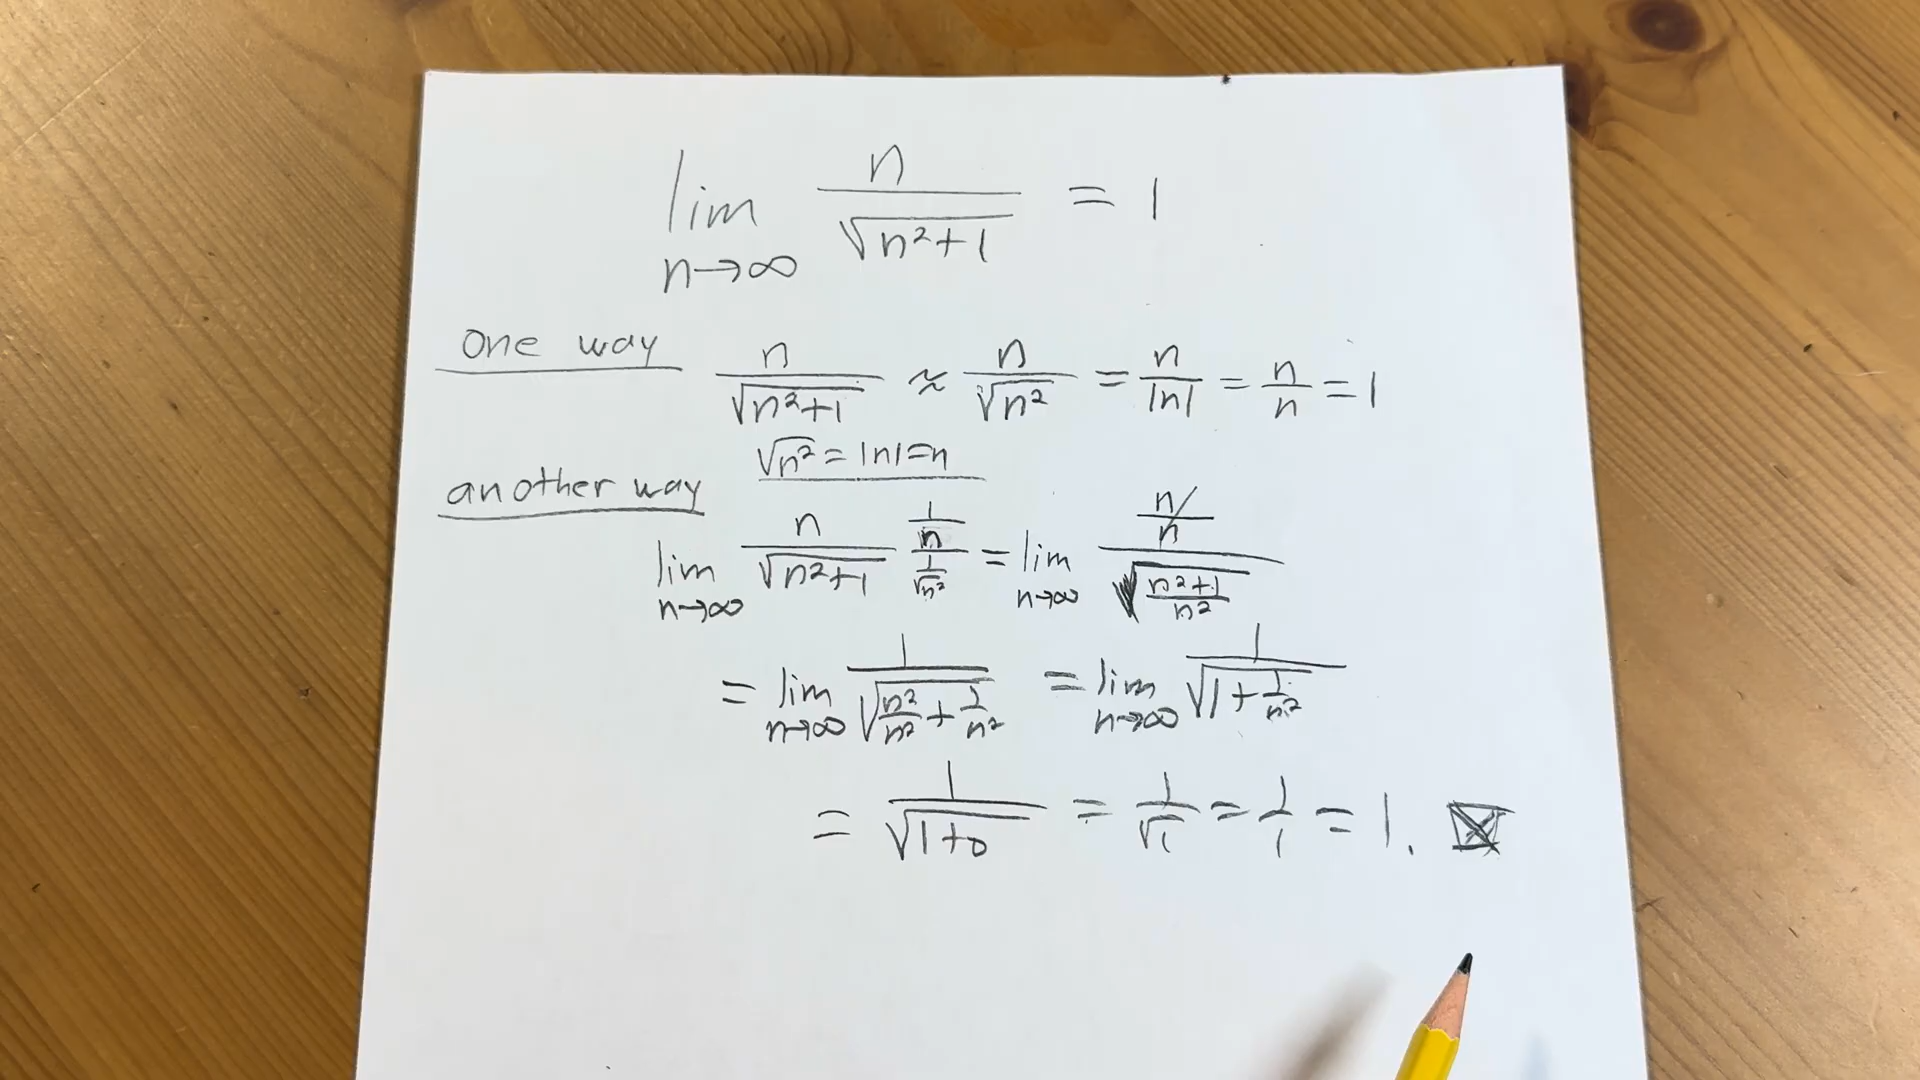 lim n→∞ n/√(n²+1) = 1
one way n/√(n²+1) ≈ n/√(n²) = n/|n| = n/n = 1
√n² = |n| = n
another way
lim n→∞ n/√(n²+1) (1/n)/(1/√n²) = lim n→∞ (n/n)/√((n²+1)/n²)
= lim n→∞ 1/√(n²/n² + 1/n²) = lim n→∞ 1/√(1 + 1/n²)
= 1/√(1+0) = 1/√1 = 1/1 = 1.